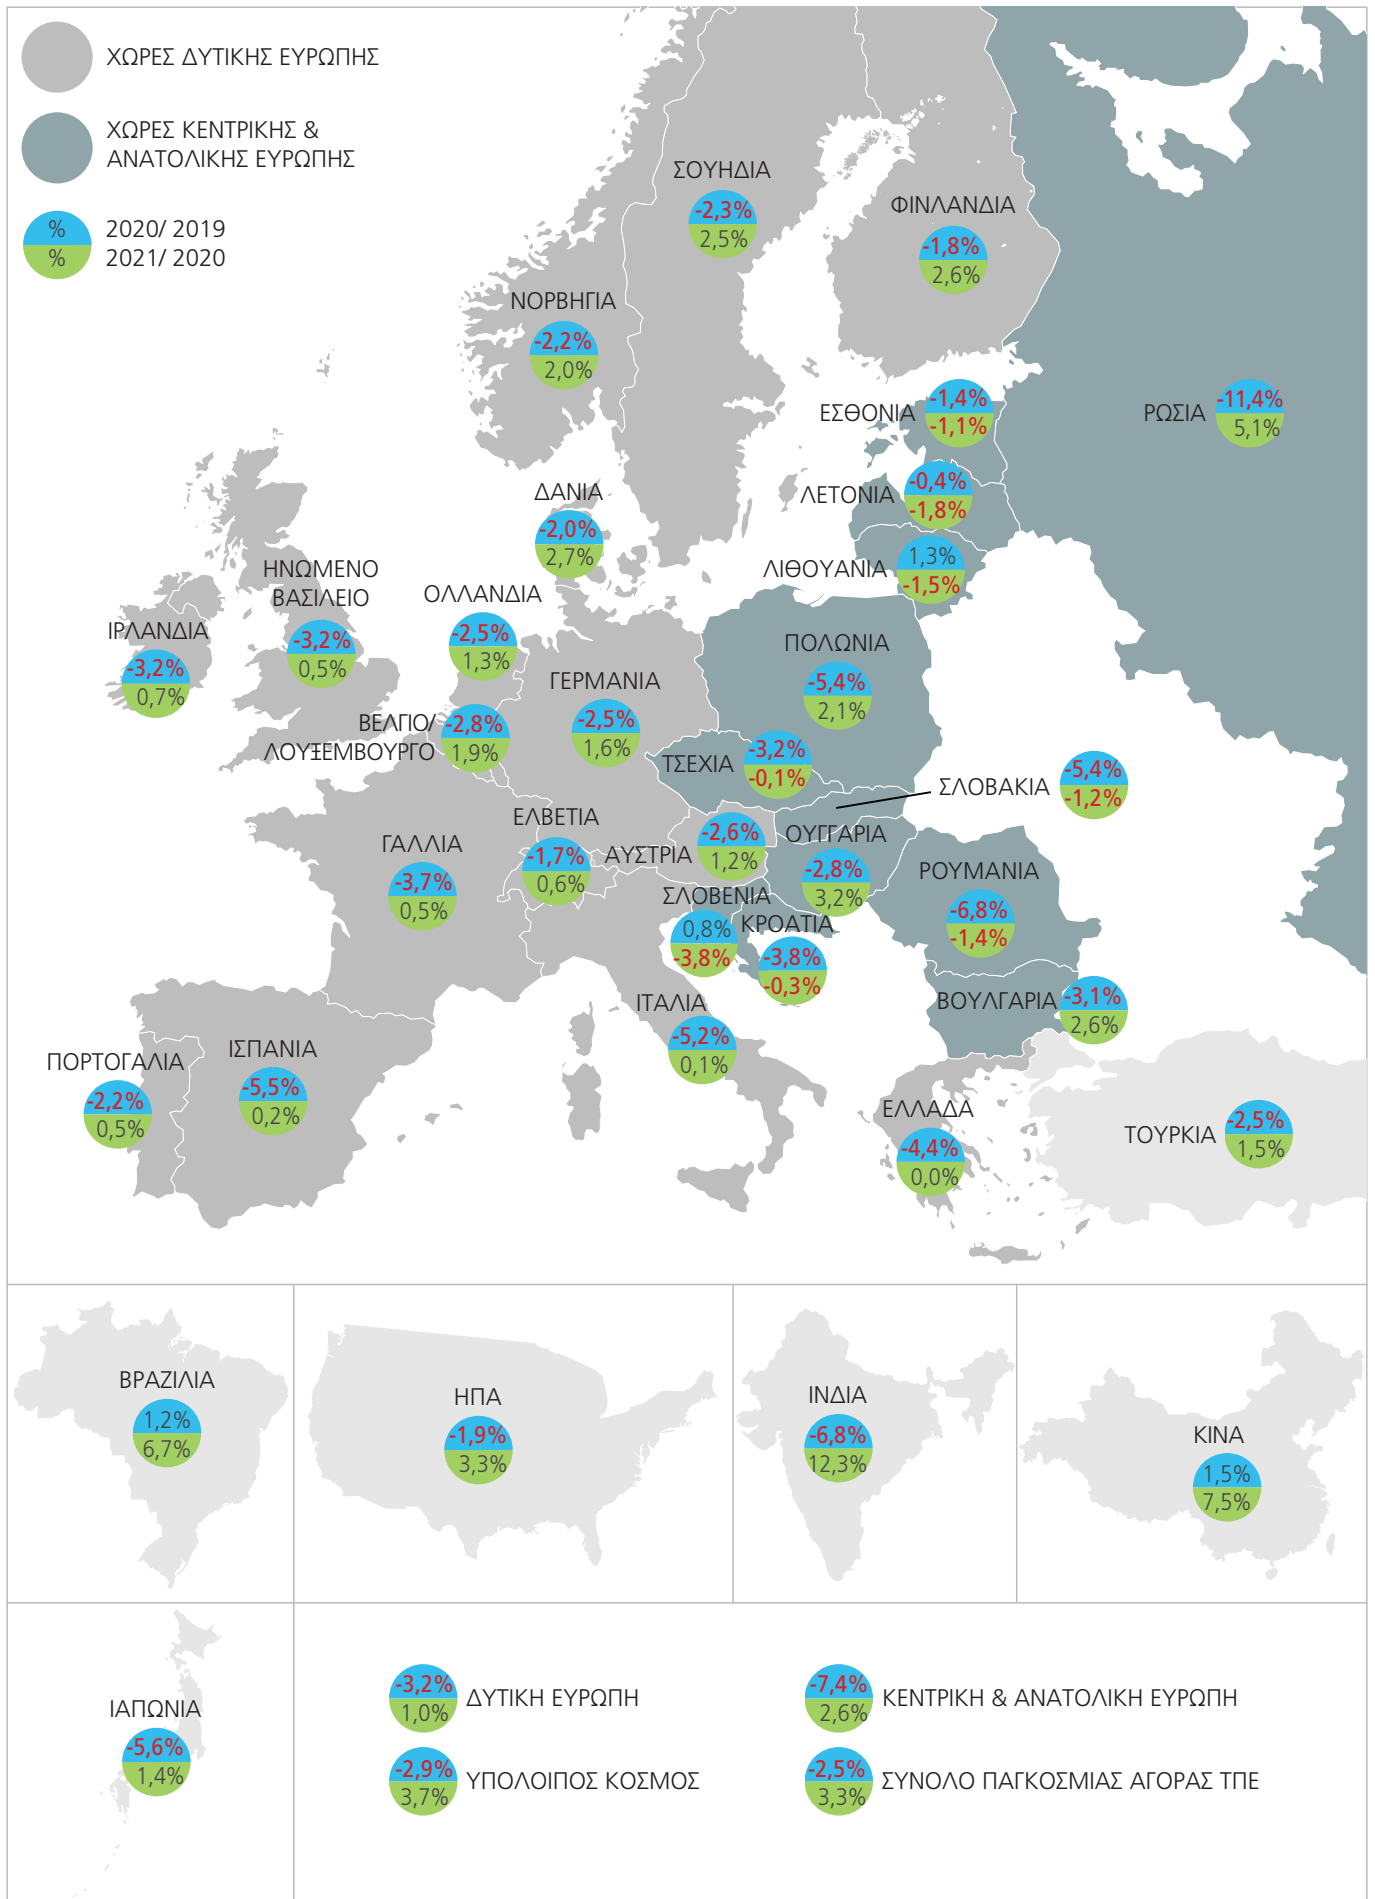 ΧΩΡΕΣ ΔΥΤΙΚΗΣ ΕΥΡΩΠΗΣ
ΧΩΡΕΣ ΚΕΝΤΡΙΚΗΣ &
ΑΝΑΤΟΛΙΚΗΣ ΕΥΡΩΠΗΣ
% 2020/ 2019
% 2021/ 2020
ΣΟΥΗΔΙΑ
-2,3%
2,5%
ΦΙΝΛΑΝΔΙΑ
-1,8%
2,6%
ΝΟΡΒΗΓΙΑ
-2,2%
2,0%
ΕΣΘΟΝΙΑ
-1,4%
-1,1%
ΡΩΣΙΑ
-11,4%
5,1%
ΛΕΤΟΝΙΑ
-0,4%
-1,8%
ΔΑΝΙΑ
-2,0%
2,7%
ΛΙΘΟΥΑΝΙΑ
1,3%
-1,5%
ΗΝΩΜΕΝΟ
ΒΑΣΙΛΕΙΟ
-3,2%
0,5%
ΟΛΛΑΝΔΙΑ
-2,5%
1,3%
ΙΡΛΑΝΔΙΑ
-3,2%
0,7%
ΠΟΛΩΝΙΑ
-5,4%
2,1%
ΓΕΡΜΑΝΙΑ
-2,5%
1,6%
ΒΕΛΓΙΟ/
ΛΟΥΞΕΜΒΟΥΡΓΟ
-2,8%
1,9%
ΤΣΕΧΙΑ
-3,2%
-0,1%
ΣΛΟΒΑΚΙΑ
-5,4%
-1,2%
ΕΛΒΕΤΙΑ
-1,7%
0,6%
ΑΥΣΤΡΙΑ
-2,6%
1,2%
ΟΥΓΓΑΡΙΑ
-2,8%
3,2%
ΓΑΛΛΙΑ
-3,7%
0,5%
ΡΟΥΜΑΝΙΑ
-6,8%
-1,4%
ΣΛΟΒΕΝΙΑ
0,8%
-3,8%
ΚΡΟΑΤΙΑ
-3,8%
-0,3%
ΙΤΑΛΙΑ
-5,2%
0,1%
ΒΟΥΛΓΑΡΙΑ
-3,1%
2,6%
ΠΟΡΤΟΓΑΛΙΑ
-2,2%
0,5%
ΙΣΠΑΝΙΑ
-5,5%
0,2%
ΕΛΛΑΔΑ
-4,4%
0,0%
ΤΟΥΡΚΙΑ
-2,5%
1,5%
ΒΡΑΖΙΛΙΑ
1,2%
6,7%
ΗΠΑ
-1,9%
3,3%
ΙΝΔΙΑ
-6,8%
12,3%
ΚΙΝΑ
1,5%
7,5%
ΙΑΠΩΝΙΑ
-5,6%
1,4%
-3,2%
1,0%
ΔΥΤΙΚΗ ΕΥΡΩΠΗ
-7,4%
2,6%
ΚΕΝΤΡΙΚΗ & ΑΝΑΤΟΛΙΚΗ ΕΥΡΩΠΗ
-2,9%
3,7%
ΥΠΟΛΟΙΠΟΣ ΚΟΣΜΟΣ
-2,5%
3,3%
ΣΥΝΟΛΟ ΠΑΓΚΟΣΜΙΑΣ ΑΓΟΡΑΣ ΤΠΕ